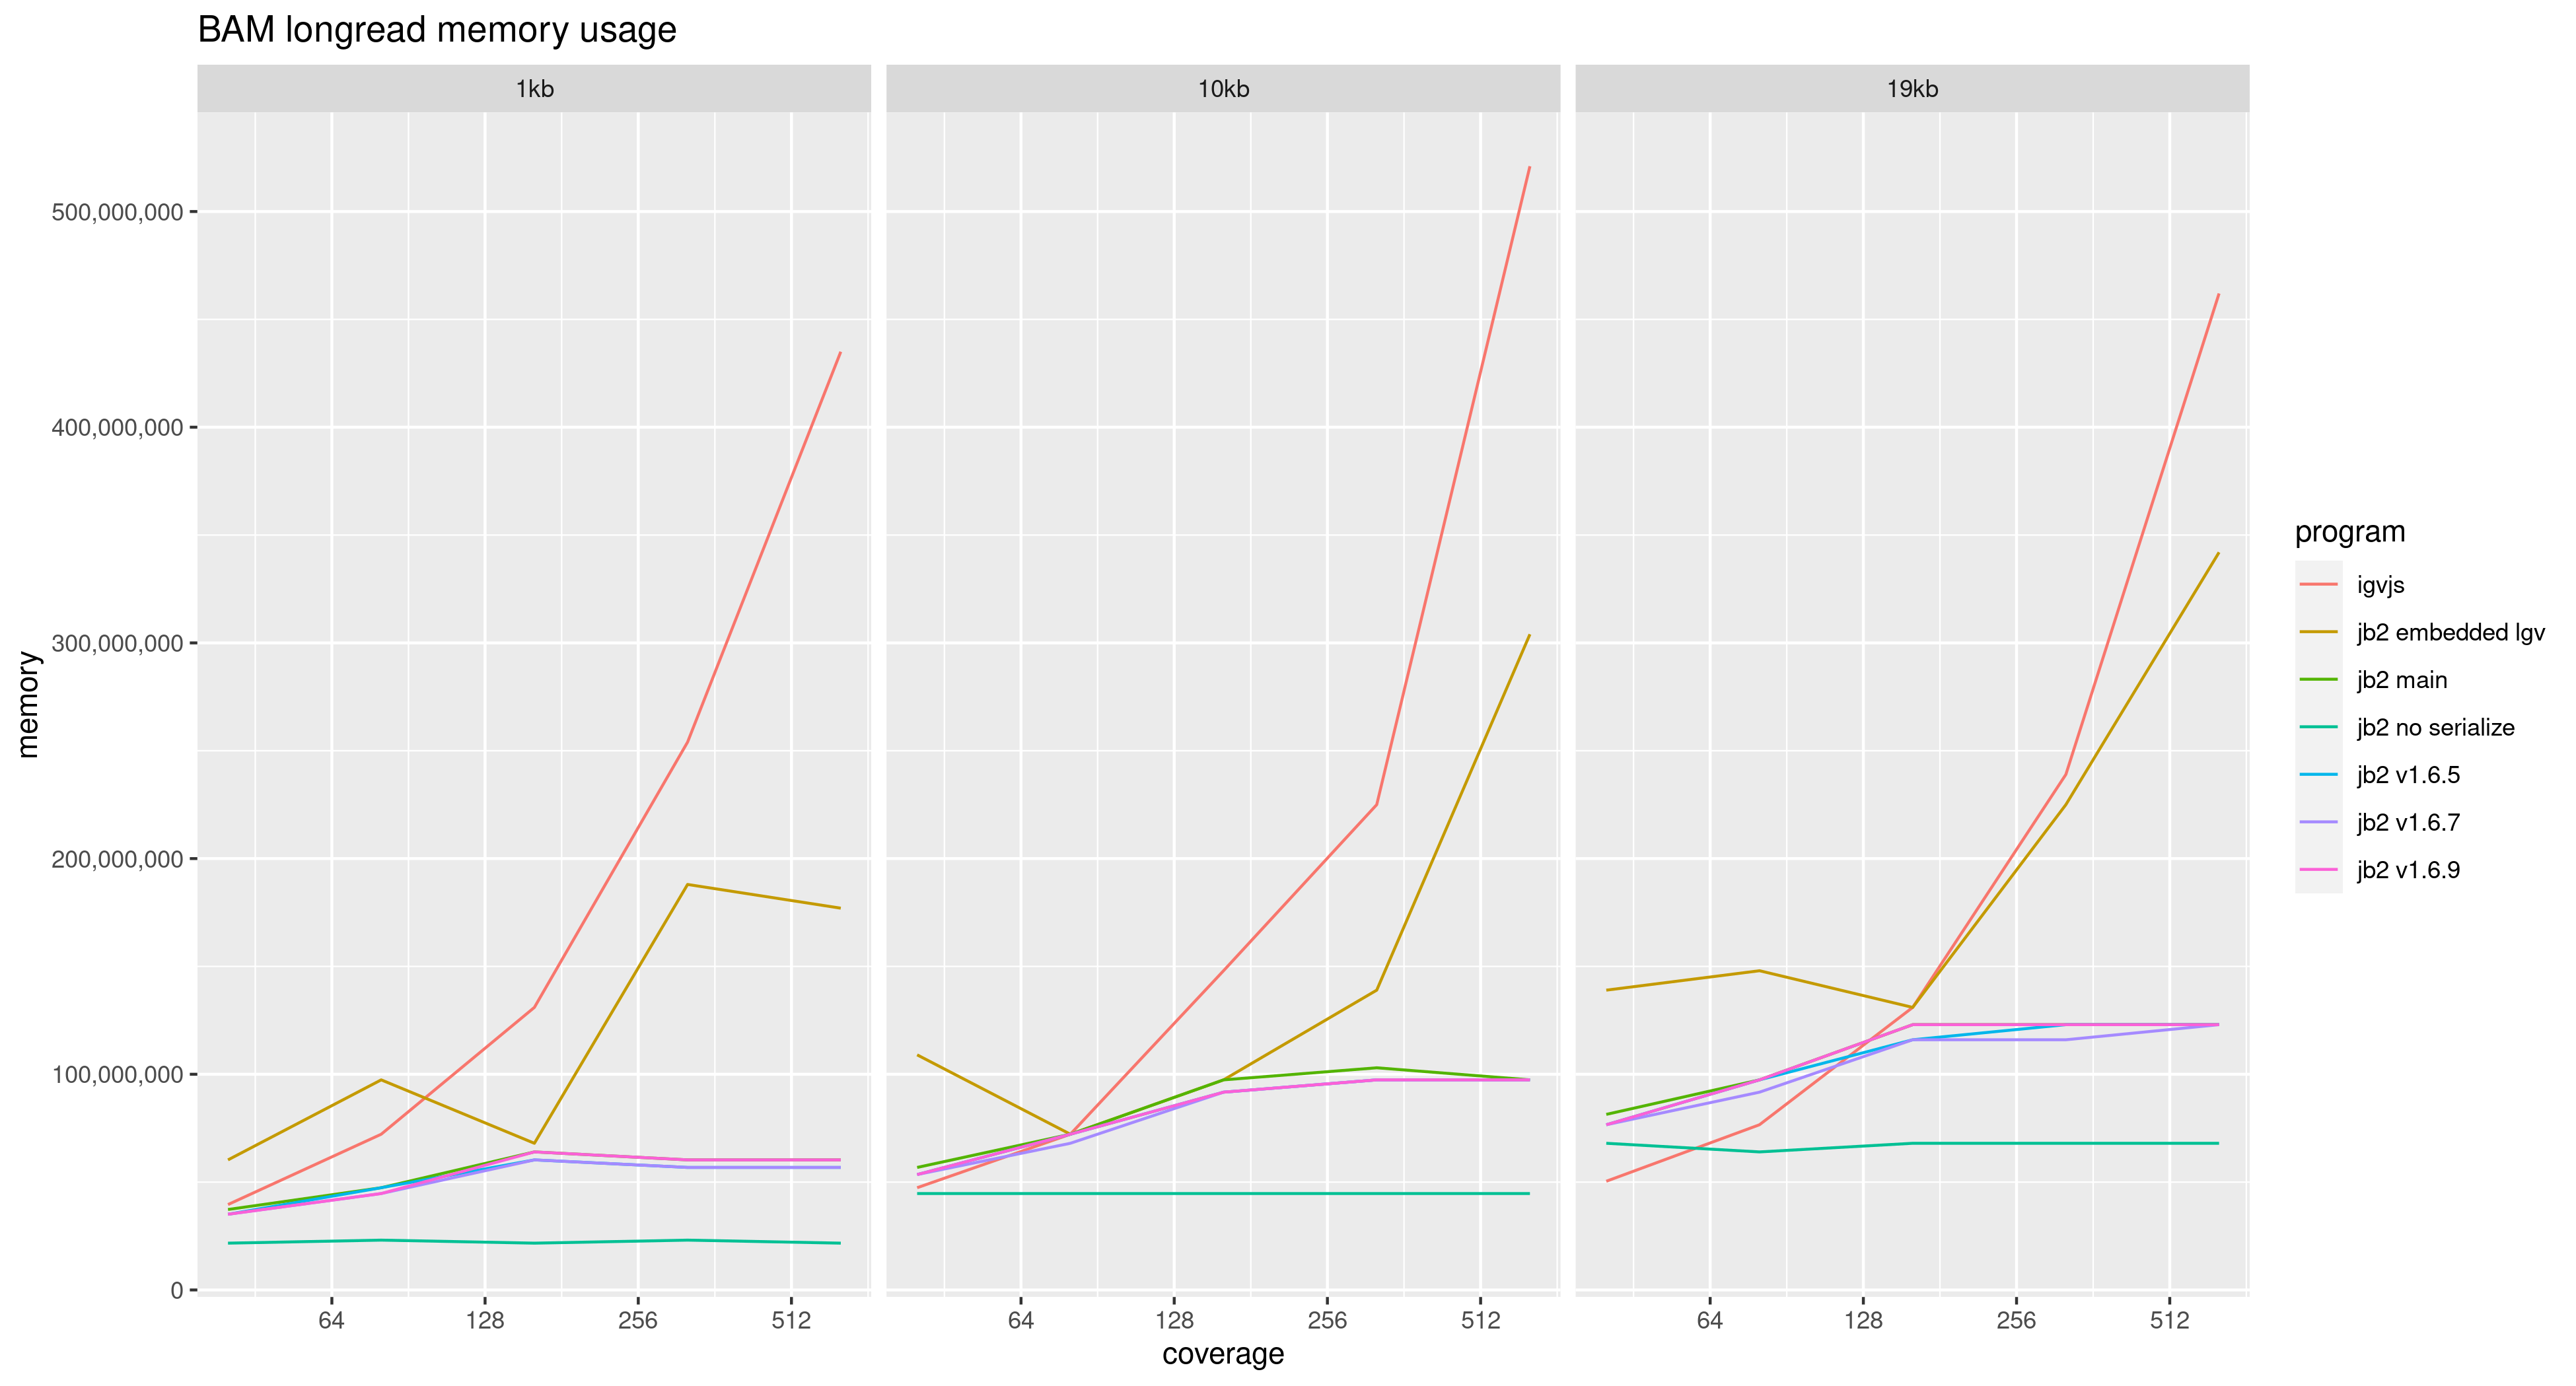 BAM longread memory usage
1kb
10kb
19kb
500,000,000
400,000,000
300,000,000
200,000,000
100,000,000
0
memory
64 128 256 512
64 128 256 512
64 128 256 512
coverage
program
igvjs
jb2 embedded lgv
jb2 main
jb2 no serialize
jb2 v1.6.5
jb2 v1.6.7
jb2 v1.6.9